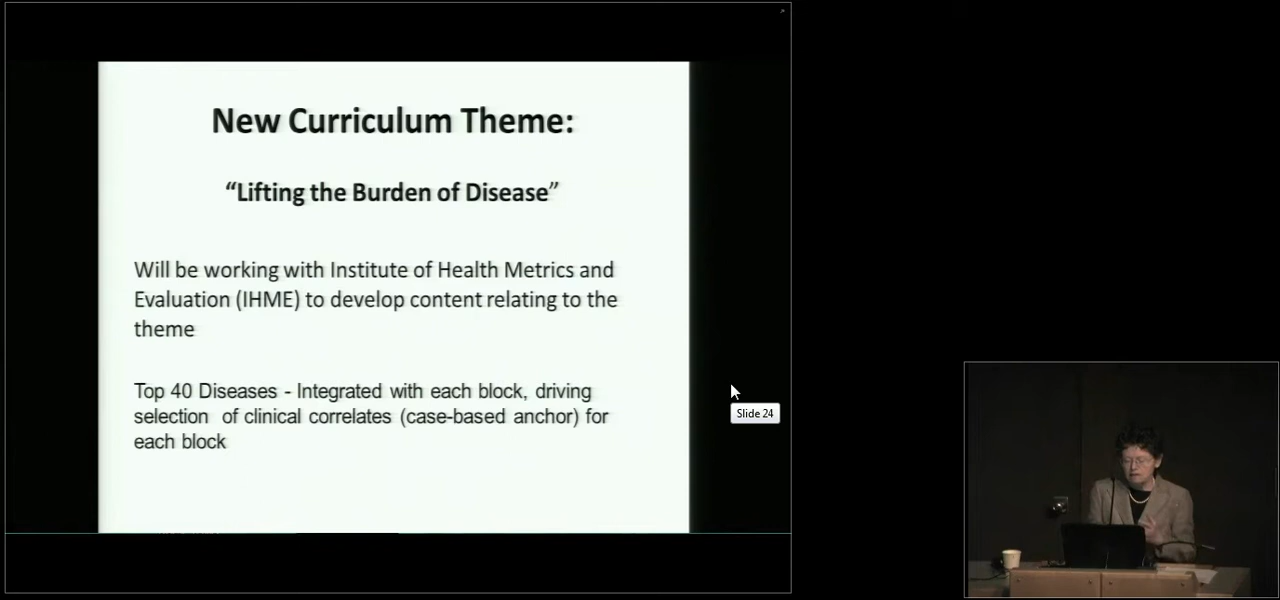 New Curriculum Theme:
“Lifting the Burden of Disease”
Will be working with Institute of Health Metrics and
Evaluation (IHME) to develop content relating to the
theme
Top 40 Diseases - Integrated with each block, driving
selection of clinical correlates (case-based anchor) for
each block
Slide 24